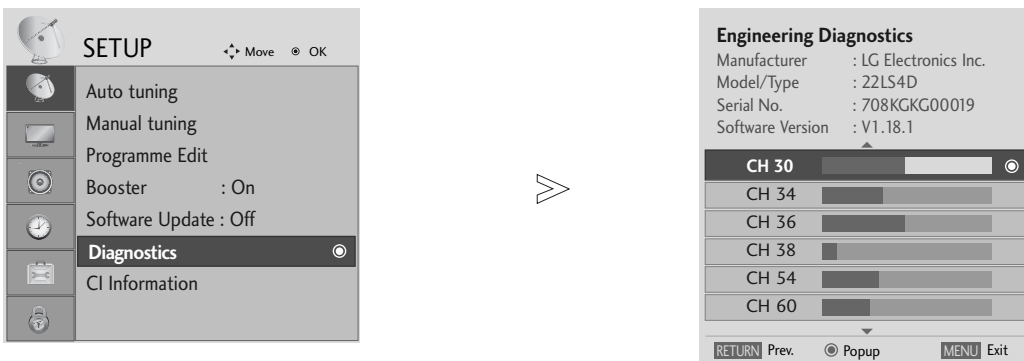 SETUP Move OK
Auto tuning
Manual tuning
Programme Edit
Booster : On
Software Update : Off
Diagnostics
CI Information
Engineering Diagnostics
Manufacturer : LG Electronics Inc.
Model/Type : 22LS4D
Serial No. : 708KGKG00019
Software Version : V1.18.1
CH 30
CH 34
CH 36
CH 38
CH 54
CH 60
RETURN Prev. Popup MENU Exit